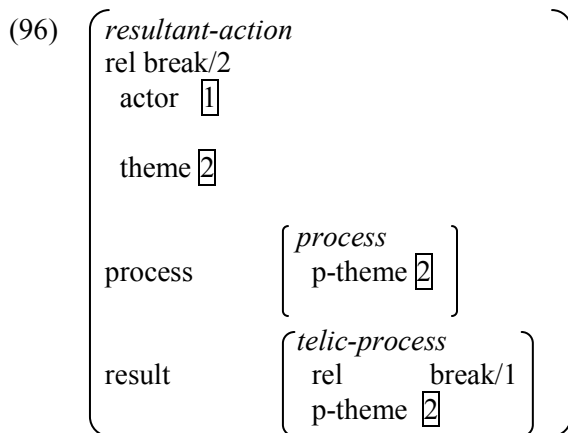 (96) resultant-action
rel break/2
actor 1
theme 2
process
process p-theme 2
telic-process
result rel break/1
p-theme 2